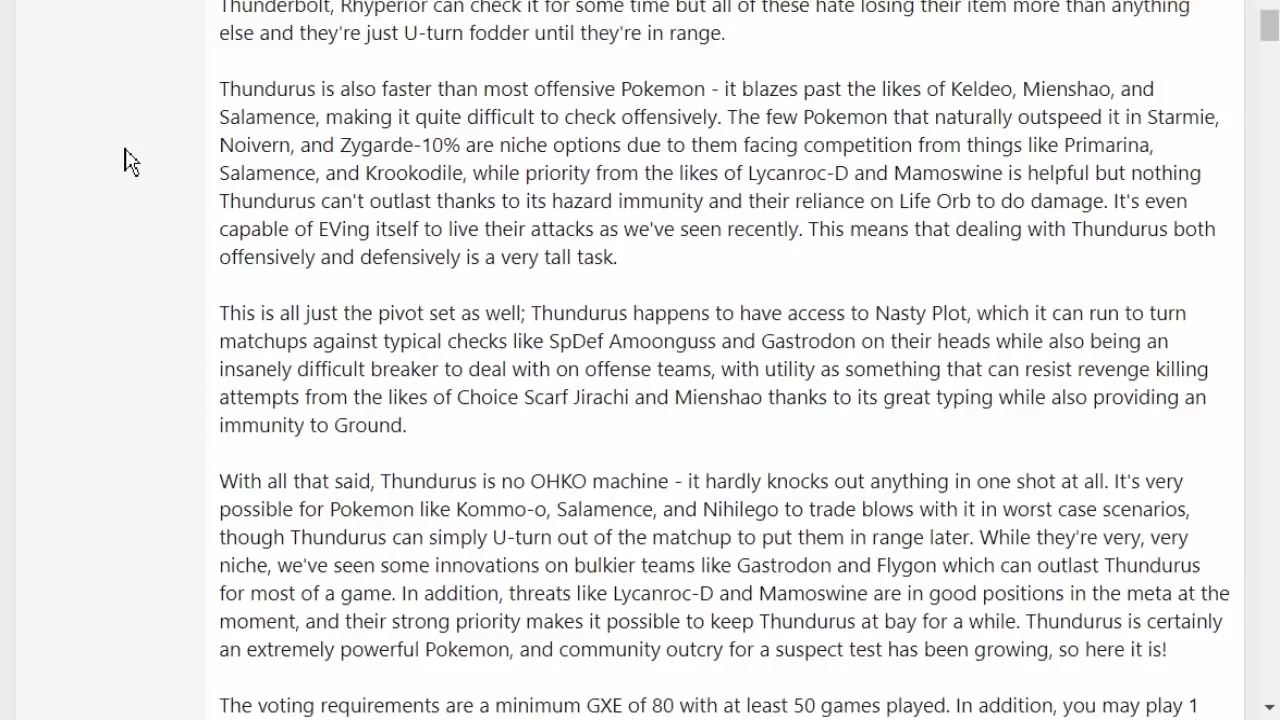 Thunderbolt, Rhyperior can check it for some time but all of these hate losing their item more than anything
else and they're just U-turn fodder until they're in range.
Thundurus is also faster than most offensive Pokemon - it blazes past the likes of Keldeo, Mienshao, and
Salamence, making it quite difficult to check offensively. The few Pokemon that naturally outspeed it in Starmie,
Noivern, and Zygarde-10% are niche options due to them facing competition from things like Primarina,
Salamence, and Krookodile, while priority from the likes of Lycanroc-D and Mamoswine is helpful but nothing
Thundurus can't outlast thanks to its hazard immunity and their reliance on Life Orb to do damage. It's even
capable of EVing itself to live their attacks as we've seen recently. This means that dealing with Thundurus both
offensively and defensively is a very tall task.
This is all just the pivot set as well; Thundurus happens to have access to Nasty Plot, which it can run to turn
matchups against typical checks like SpDef Amoonguss and Gastrodon on their heads while also being an
insanely difficult breaker to deal with on offense teams, with utility as something that can resist revenge killing
attempts from the likes of Choice Scarf Jirachi and Mienshao thanks to its great typing while also providing an
immunity to Ground.
With all that said, Thundurus is no OHKO machine - it hardly knocks out anything in one shot at all. It's very
possible for Pokemon like Kommo-o, Salamence, and Nihilego to trade blows with it in worst case scenarios,
though Thundurus can simply U-turn out of the matchup to put them in range later. While they're very, very
niche, we've seen some innovations on bulkier teams like Gastrodon and Flygon which can outlast Thundurus
for most of a game. In addition, threats like Lycanroc-D and Mamoswine are in good positions in the meta at the
moment, and their strong priority makes it possible to keep Thundurus at bay for a while. Thundurus is certainly
an extremely powerful Pokemon, and community outcry for a suspect test has been growing, so here it is!
The voting requirements are a minimum GXE of 80 with at least 50 games played. In addition, you may play 1